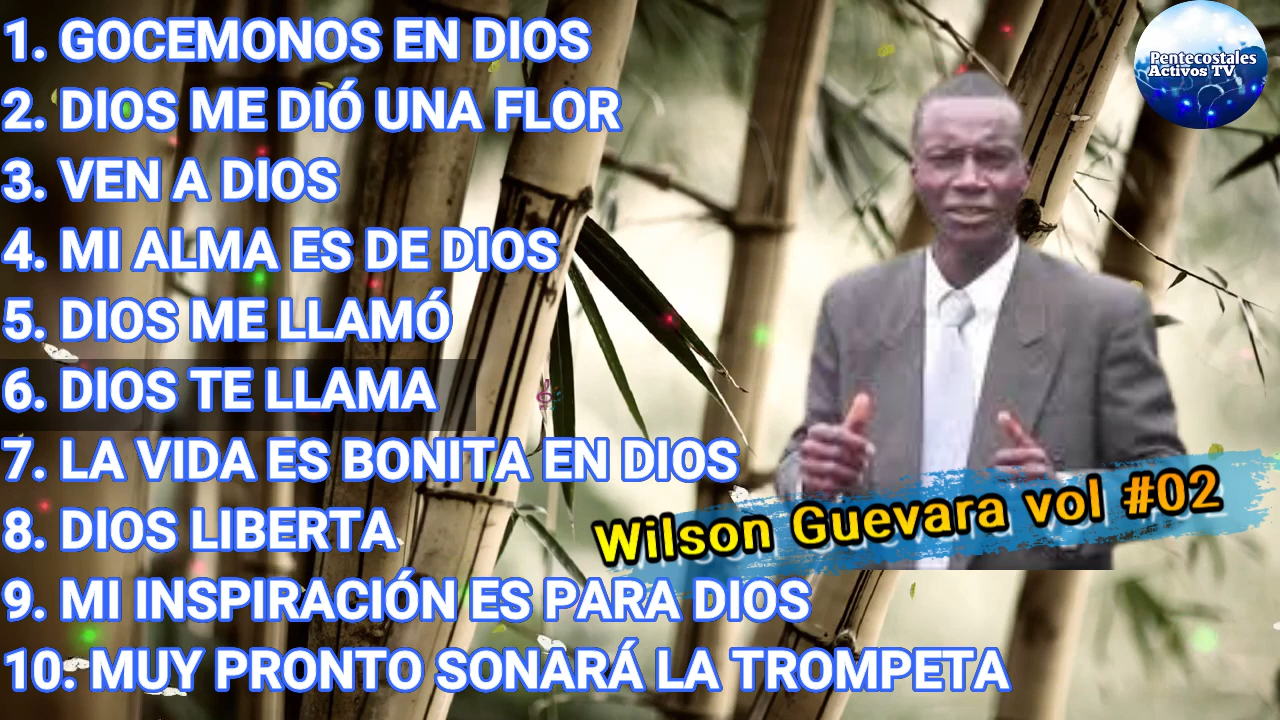 1. GOCEMONOS EN DIOS
2. DIOS ME DIÓ UNA FLOR
3. VEN A DIOS
4. MI ALMA ES DE DIOS
5. DIOS ME LLAMÓ
6. DIOS TE LLAMA
7. LA VIDA ES BONITA EN DIOS
8. DIOS LIBERTA
9. MI INSPIRACIÓN ES PARA DIOS
10. MUY PRONTO SONARÁ LA TROMPETA
Pentecostales
Activos TV
Wilson Guevara vol #02